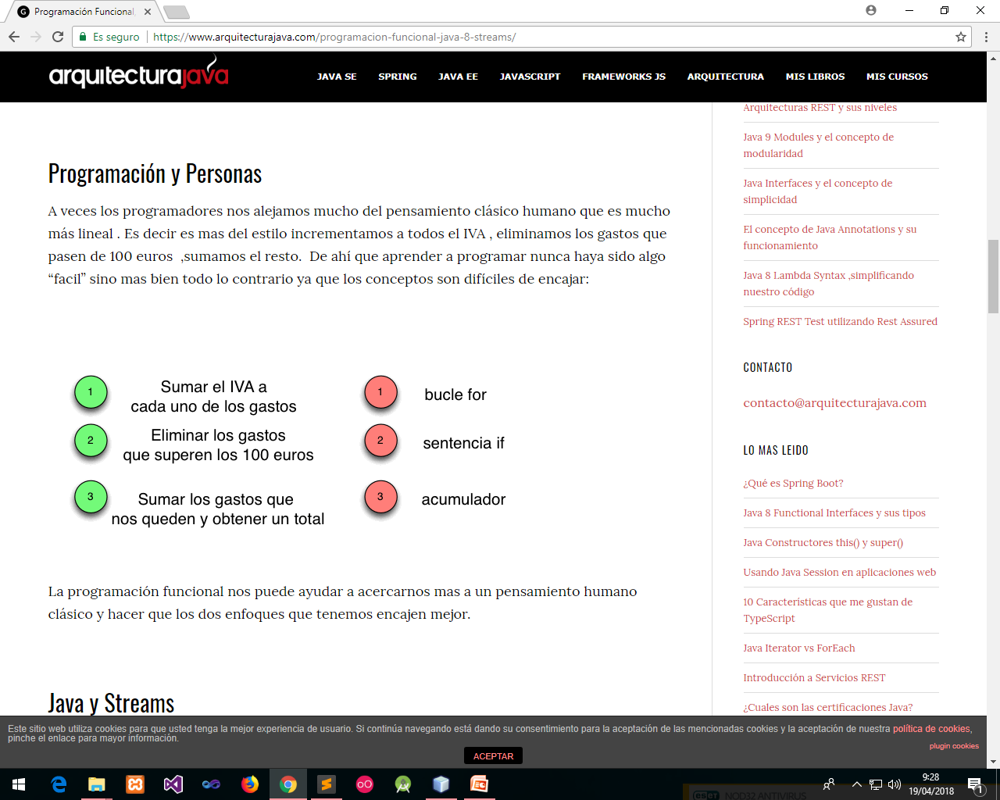 Programación Funcional,
Es seguro
https://www.arquitecturajava.com/programacion-funcional-java-8-streams/
arquitecturajava
JAVA SE
SPRING
JAVA EE
JAVASCRIPT
FRAMEWORKS JS
ARQUITECTURA
MIS LIBROS
MIS CURSOS
Programación y Personas
A veces los programadores nos alejamos mucho del pensamiento clásico humano que es mucho
más lineal . Es decir es mas del estilo incrementamos a todos el IVA , eliminamos los gastos que
pasen de 100 euros  ,sumamos el resto.  De ahí que aprender a programar nunca haya sido algo
“facil” sino mas bien todo lo contrario ya que los conceptos son difíciles de encajar:
1
Sumar el IVA a
cada uno de los gastos
2
Eliminar los gastos
que superen los 100 euros
3
Sumar los gastos que
nos queden y obtener un total
1
bucle for
2
sentencia if
3
acumulador
La programación funcional nos puede ayudar a acercarnos mas a un pensamiento humano
clásico y hacer que los dos enfoques que tenemos encajen mejor.
Java y Streams
Arquitecturas REST y sus niveles
Java 9 Modules y el concepto de
modularidad
Java Interfaces y el concepto de
simplicidad
El concepto de Java Annotations y su
funcionamiento
Java 8 Lambda Syntax ,simplificando
nuestro código
Spring REST Test utilizando Rest Assured
CONTACTO
contacto@arquitecturajava.com
LO MAS LEIDO
¿Qué es Spring Boot?
Java 8 Functional Interfaces y sus tipos
Java Constructores this() y super()
Usando Java Session en aplicaciones web
10 Características que me gustan de
TypeScript
Java Iterator vs ForEach
Introducción a Servicios REST
¿Cuales son las certificaciones Java?
Este sitio web utiliza cookies para que usted tenga la mejor experiencia de usuario. Si continúa navegando está dando su consentimiento para la aceptación de las mencionadas cookies y la aceptación de nuestra política de cookies,
pinche el enlace para mayor información.
plugin cookies
ACEPTAR
9:28
19/04/2018
1
eseT NOD32 ANTIVIRUS